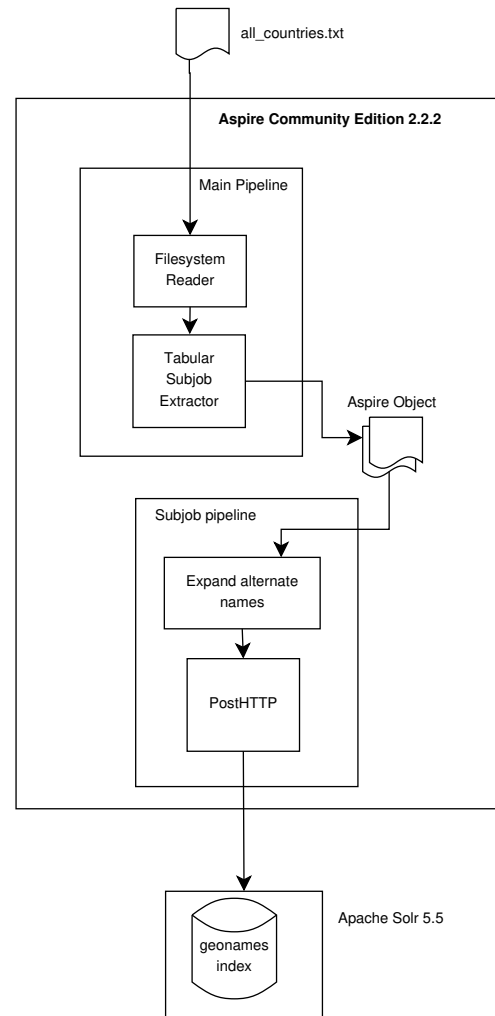 all_countries.txt
Aspire Community Edition 2.2.2
Main Pipeline
Filesystem
Reader
Tabular
Subjob
Extractor
Aspire Object
Subjob pipeline
Expand alternate
names
PostHTTP
Apache Solr 5.5
geonames
index